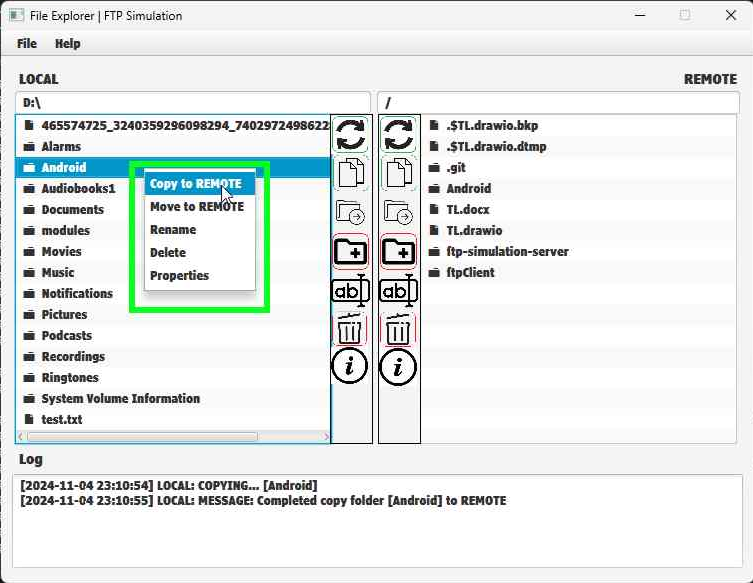 File Explorer | FTP Simulation
File Help
LOCAL
REMOTE
D:\
/
465574725_3240359296098294_7402972498622
Alarms
Android
Audiobooks1
Documents
modules
Movies
Music
Notifications
Pictures
Podcasts
Recordings
Ringtones
System Volume Information
test.txt
Copy to REMOTE
Move to REMOTE
Rename
Delete
Properties
ab
i
ab
i
.$TL.drawio.bkp
.$TL.drawio.dtmp
.git
Android
TL.docx
TL.drawio
ftp-simulation-server
ftpClient
Log
[2024-11-04 23:10:54] LOCAL: COPYING... [Android]
[2024-11-04 23:10:55] LOCAL: MESSAGE: Completed copy folder [Android] to REMOTE